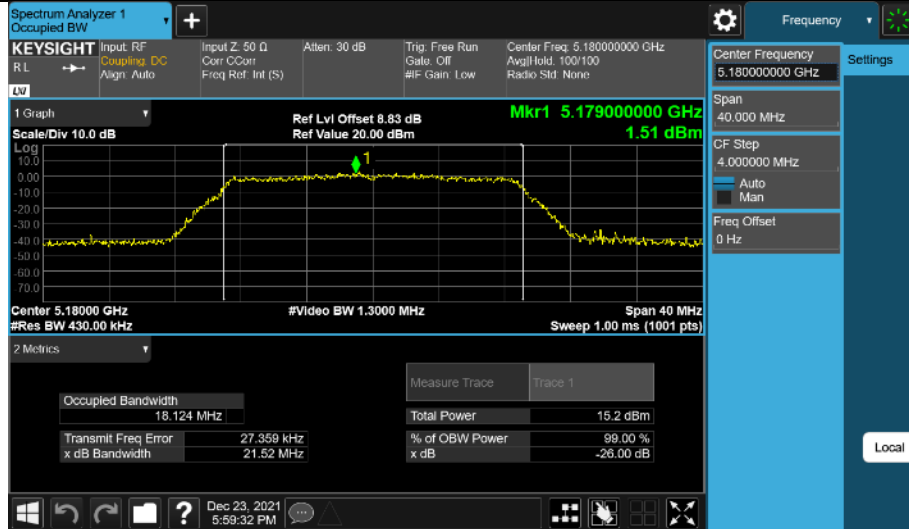 Spectrum Analyzer 1
Occupied BW
+
Frequency
KEYSIGHT
RL
LXI
Input: RF
Coupling: DC
Align: Auto
Input Z: 50 Ω
Corr CCorr
Freq Ref: Int (S)
Atten: 30 dB
Trig: Free Run
Gate: Off
#IF Gain: Low
Center Freq: 5.180000000 GHz
Avg|Hold: 100/100
Radio Std: None
Center Frequency
5.180000000 GHz
Settings
Span
40.000 MHz
CF Step
4.000000 MHz
Auto
Man
Freq Offset
0 Hz
Local
1 Graph
Scale/Div 10.0 dB
Ref Lvl Offset 8.83 dB
Ref Value 20.00 dBm
Mkr1 5.179000000 GHz
1.51 dBm
Log
10.0
0.00
-10.0
-20.0
-30.0
-40.0
-50.0
-60.0
-70.0
1
Center 5.18000 GHz
#Res BW 430.00 kHz
#Video BW 1.3000 MHz
Span 40 MHz
Sweep 1.00 ms (1001 pts)
2 Metrics
Measure Trace
Trace 1
Occupied Bandwidth
18.124 MHz
Total Power
15.2 dBm
Transmit Freq Error
27.359 kHz
% of OBW Power
99.00 %
x dB Bandwidth
21.52 MHz
x dB
-26.00 dB
?
Dec 23, 2021
5:59:32 PM